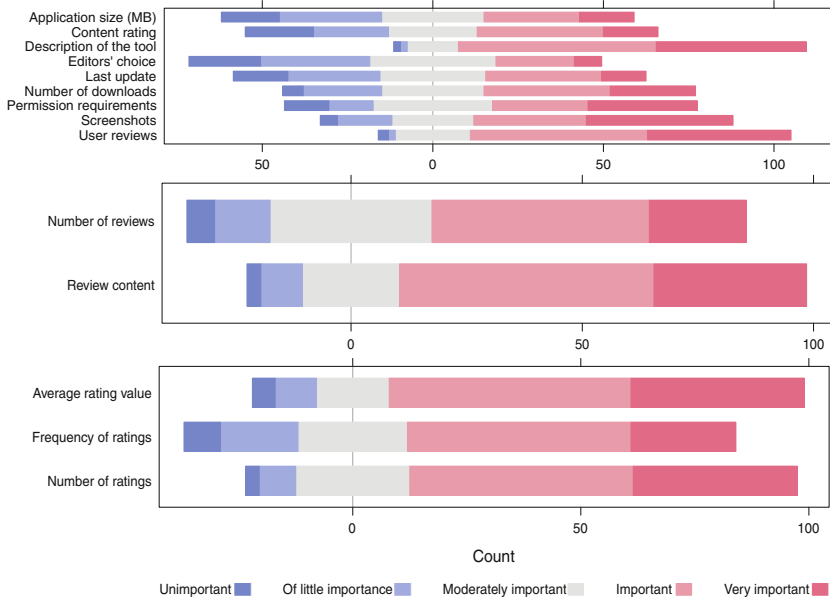 Application size (MB)
Content rating
Description of the tool
Editors' choice
Last update
Number of downloads
Permission requirements
Screenshots
User reviews
50 0 50 100
Number of reviews
Review content
0 50 100
Average rating value
Frequency of ratings
Number of ratings
0 50 100
Count
Unimportant Of little importance Moderately important Important Very important